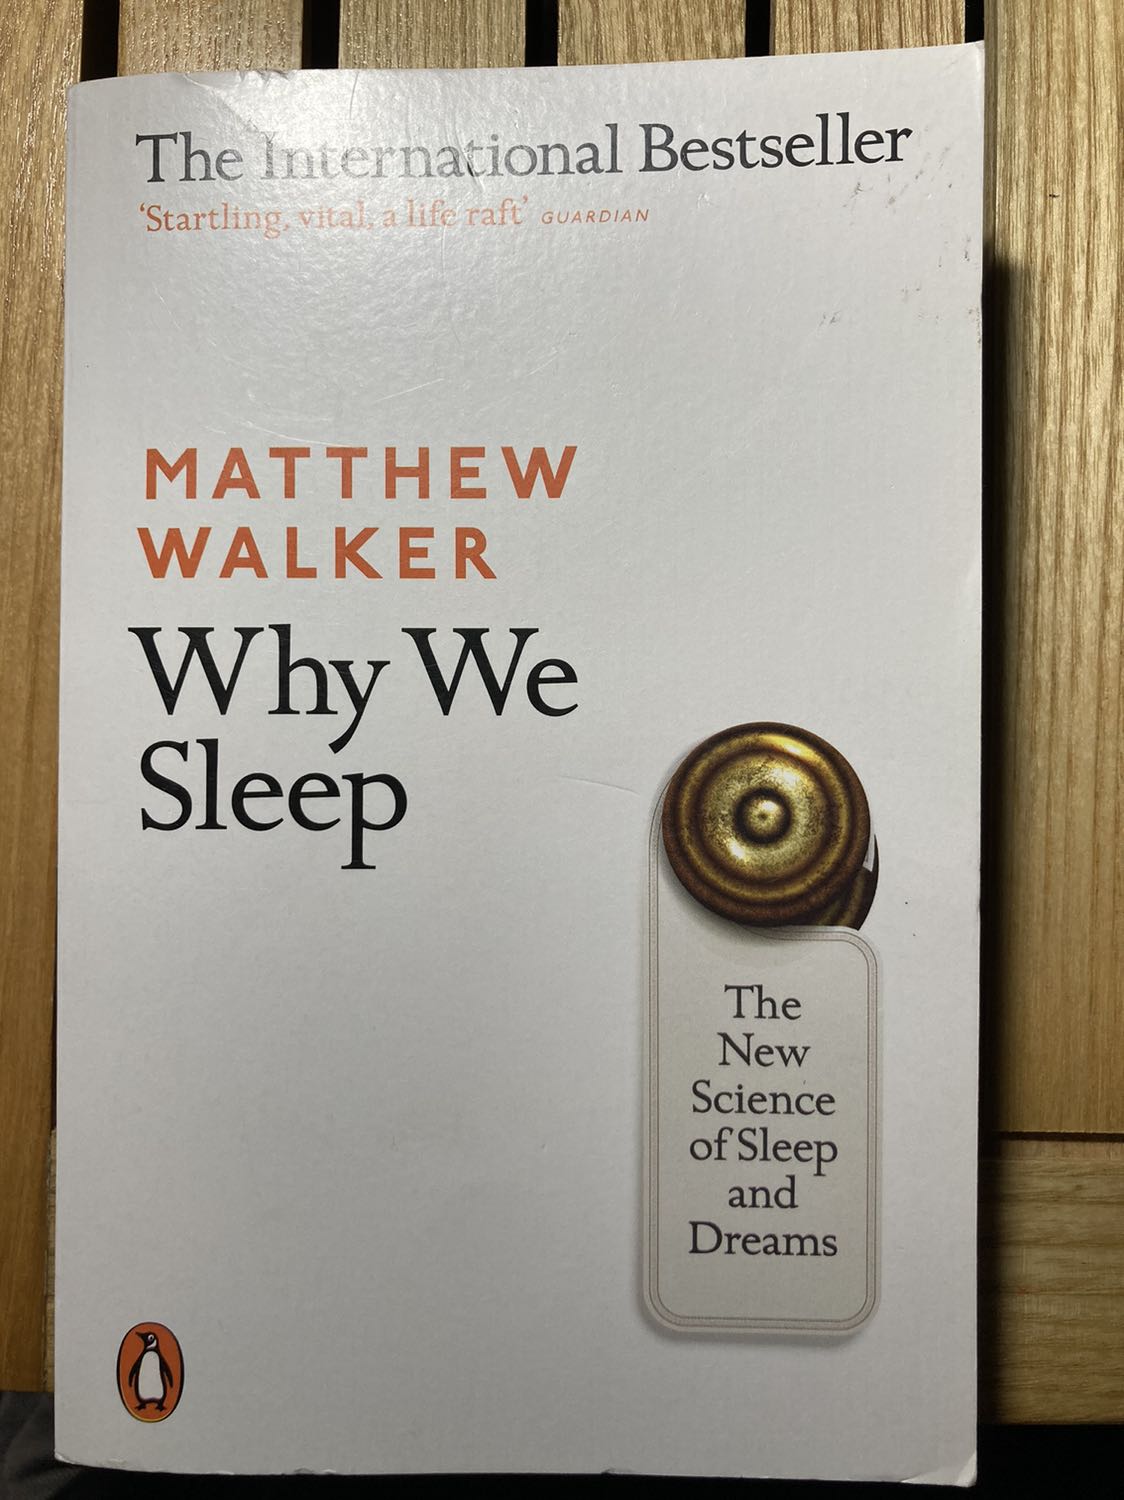 The International Bestseller
‘Startling, vital, a life raft’ GUARDIAN
MATTHEW
WALKER
Why We
Sleep
The
New
Science
of Sleep
and
Dreams